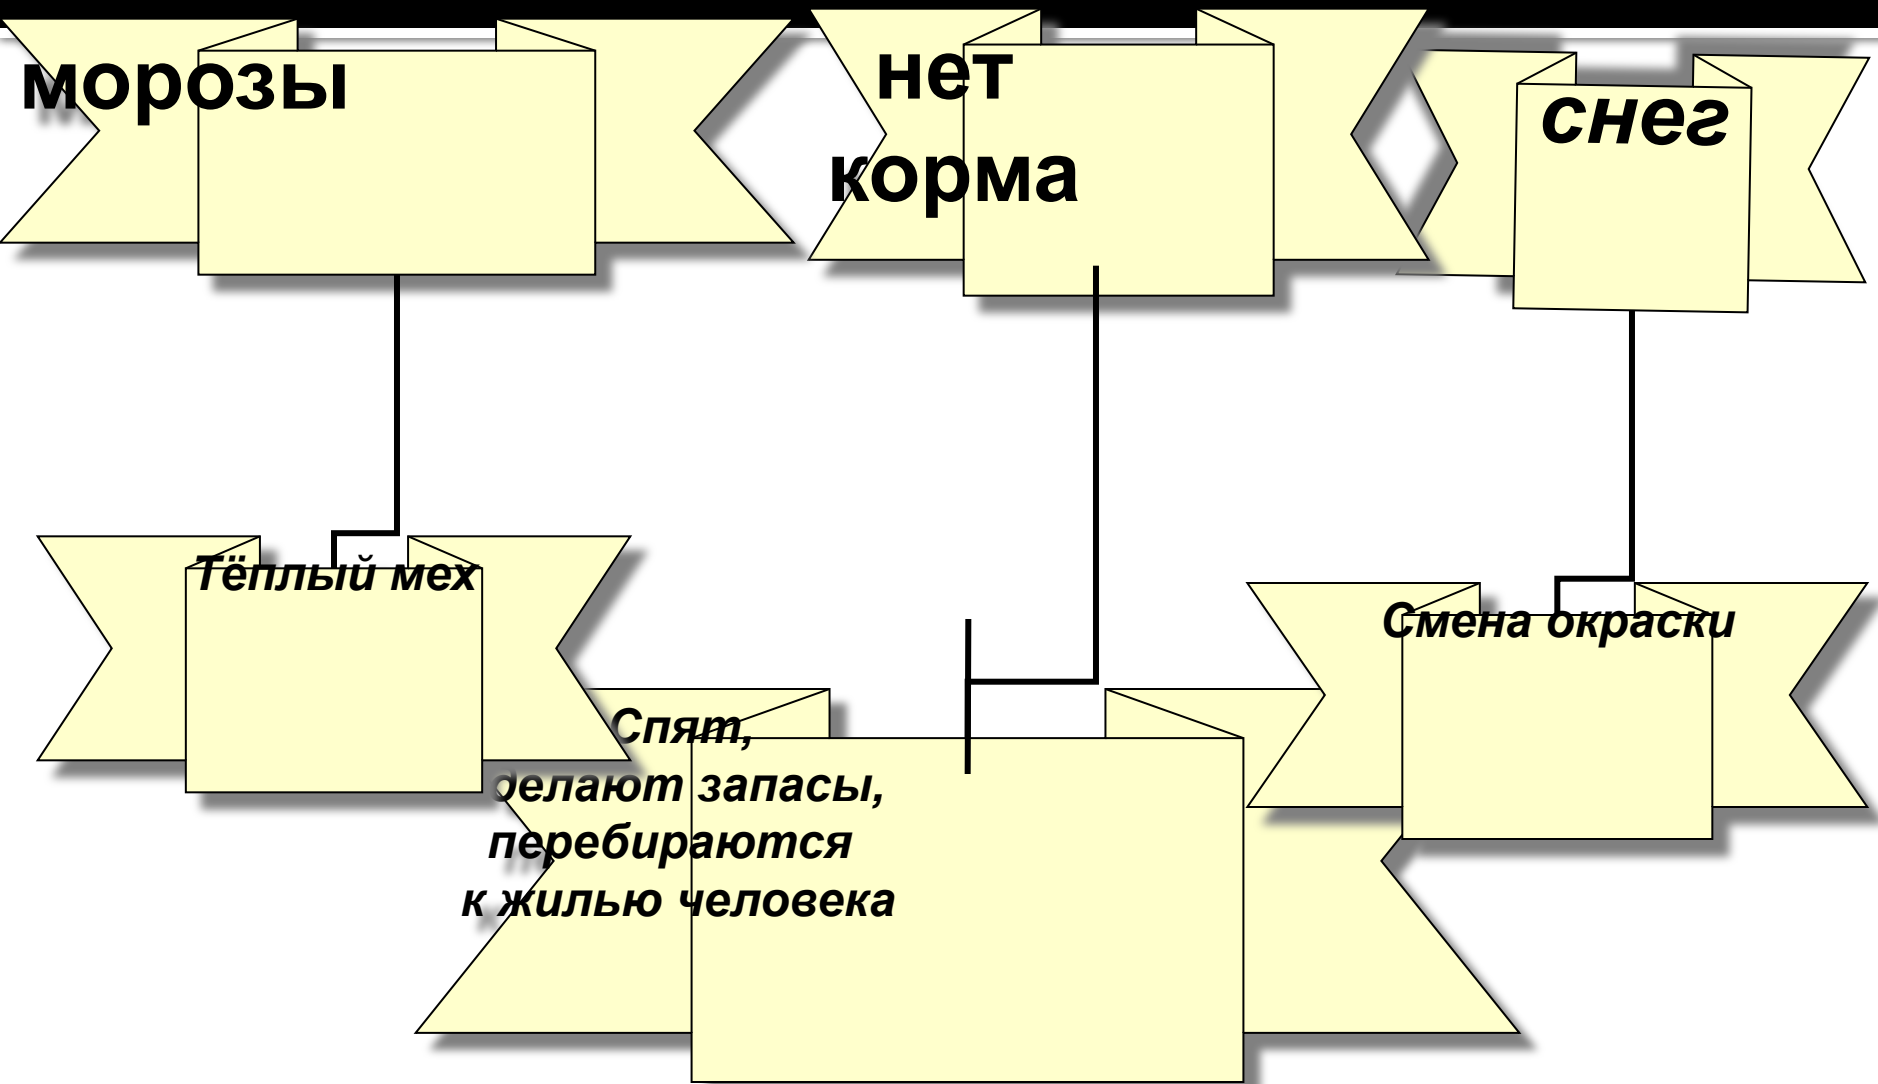 морозы
нет
корма
снег
Тёплый мех
Смена окраски
Спят,
делают запасы,
перебираются
к жилью человека